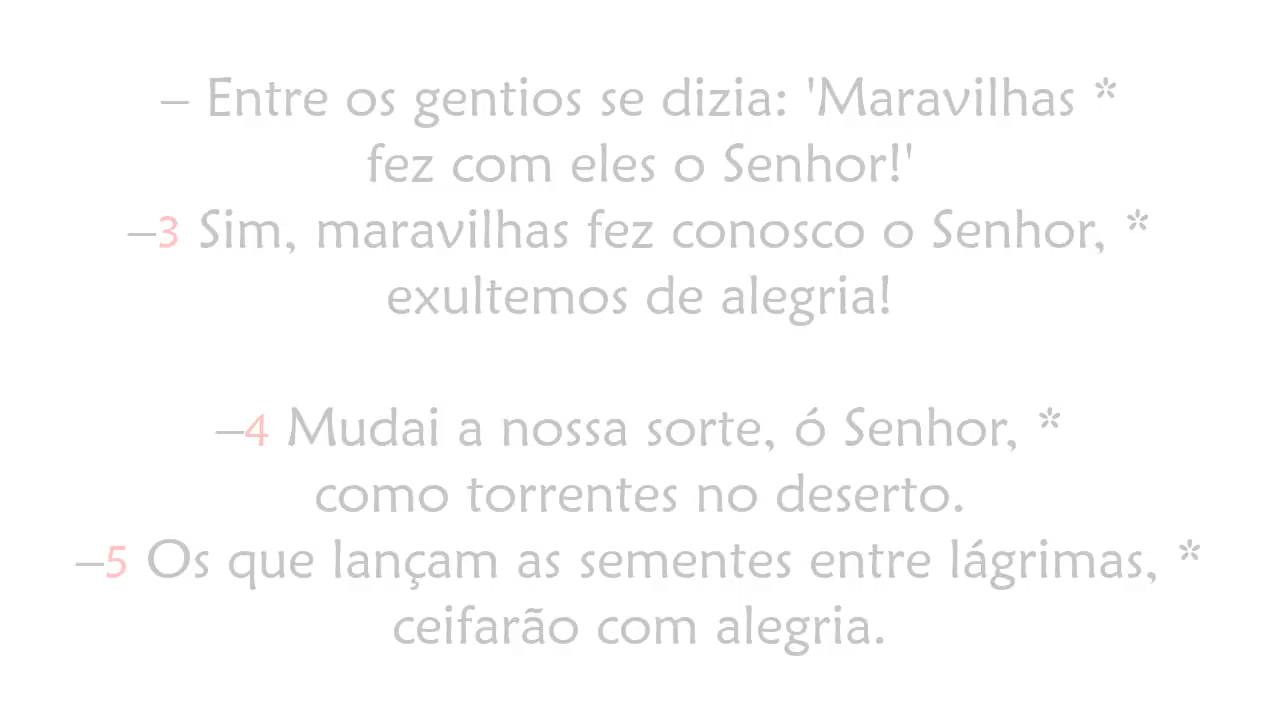 – Entre os gentios se dizia: 'Maravilhas *
fez com eles o Senhor!'
–3 Sim, maravilhas fez conosco o Senhor, *
exultemos de alegria!
–4 Mudai a nossa sorte, ó Senhor, *
como torrentes no deserto.
–5 Os que lançam as sementes entre lágrimas, *
ceifarão com alegria.